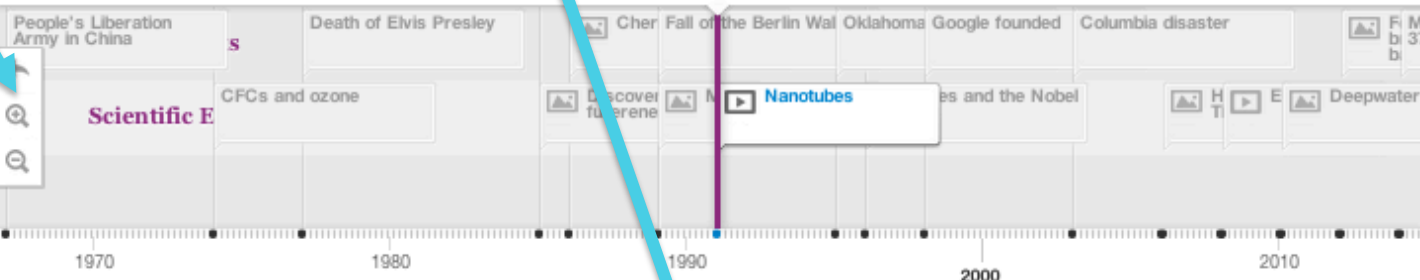 People's Liberation
Army in China
Death of Elvis Presley
Cher
Fall of the Berlin Wal
Oklahoma
Google founded
Columbia disaster
s
Scientific E
CFCs and ozone
Discover
M
Nanotubes
es and the Nobel
H
E
Deepwater
1970
1980
1990
2000
2010